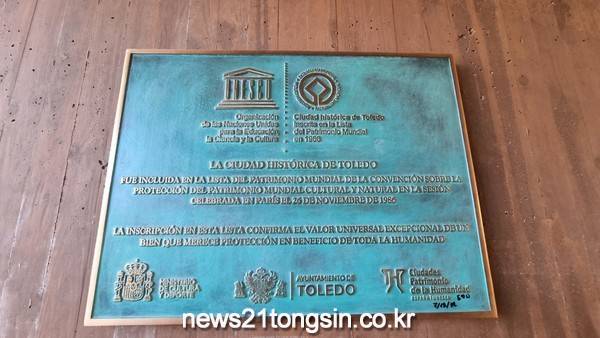 UNESCO
Organización
de las Naciones Unidas
para la Educación,
la Ciencia y la Cultura
Ciudad histórica de Toledo
Inscrita en la Lista
del Patrimonio Mundial
en 1986
LA CIUDAD HISTÓRICA DE TOLEDO
FUE INCLUIDA EN LA LISTA DEL PATRIMONIO MUNDIAL DE LA CONVENCIÓN SOBRE LA
PROTECCIÓN DEL PATRIMONIO MUNDIAL CULTURAL Y NATURAL EN LA SESIÓN
CELEBRADA EN PARÍS EL 26 DE NOVIEMBRE DE 1986
LA INSCRIPCIÓN EN ESTA LISTA CONFIRMA EL VALOR UNIVERSAL EXCEPCIONAL DE UN
BIEN QUE MERECE PROTECCIÓN EN BENEFICIO DE TODA LA HUMANIDAD
MINISTERIO
DE CULTURA
Y DEPORTE
AYUNTAMIENTO DE
TOLEDO
Ciudades
Patrimonio
de la Humanidad
news21tongsin.co.kr